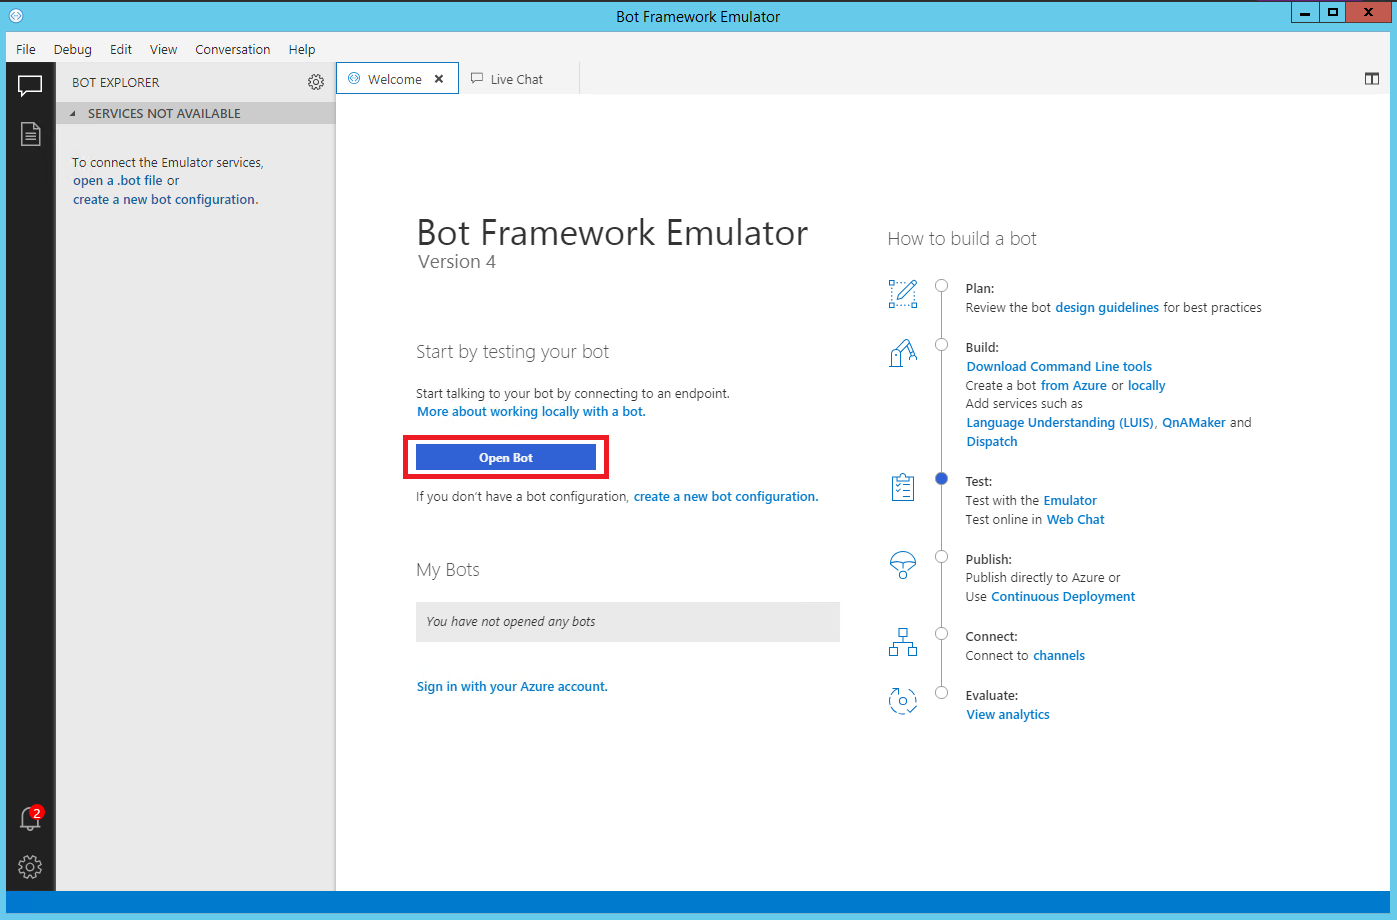 Bot Framework Emulator
File Debug Edit View Conversation Help
BOT EXPLORER
SERVICES NOT AVAILABLE
To connect the Emulator services,
open a .bot file or
create a new bot configuration.
2
Welcome
Live Chat
Bot Framework Emulator
Version 4
Start by testing your bot
Start talking to your bot by connecting to an endpoint.
More about working locally with a bot.
Open Bot
If you don't have a bot configuration, create a new bot configuration.
My Bots
You have not opened any bots
Sign in with your Azure account.
How to build a bot
Plan:
Review the bot design guidelines for best practices
Build:
Download Command Line tools
Create a bot from Azure or locally
Add services such as
Language Understanding (LUIS), QnAMaker and
Dispatch
Test:
Test with the Emulator
Test online in Web Chat
Publish:
Publish directly to Azure or
Use Continuous Deployment
Connect:
Connect to channels
Evaluate:
View analytics